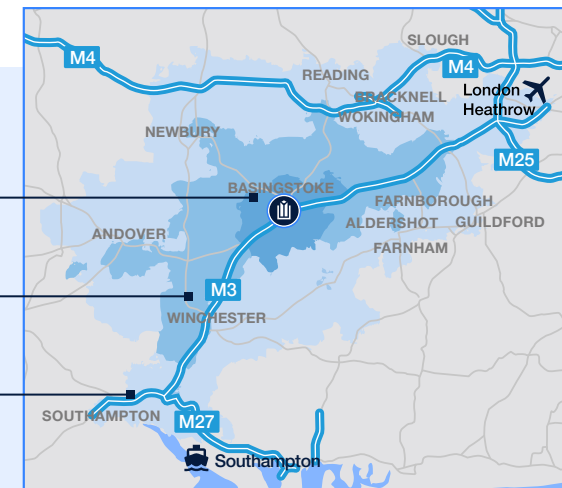 SLOUGH
M4
M4
READING
London
Heathrow
BRACKNELL
WOKINGHAM
NEWBURY
M25
BASINGSTOKE
FARNBOROUGH
ALDERSHOT
GUILDFORD
ANDOVER
FARNHAM
M3
WINCHESTER
SOUTHAMPTON
M27
Southampton